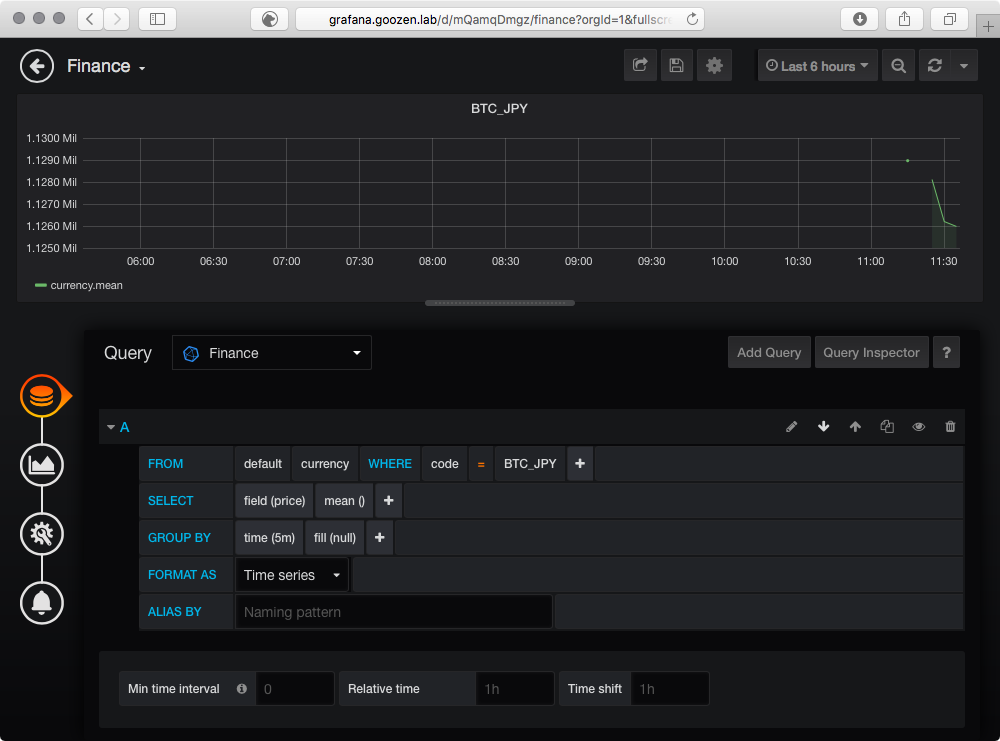 grafana.goozen.lab/d/mQamqDmgz/finance?orgId=1&fullscre
Finance
Last 6 hours
BTC_JPY
1.1300 Mil
1.1290 Mil
1.1280 Mil
1.1270 Mil
1.1260 Mil
1.1250 Mil
06:00 06:30 07:00 07:30 08:00 08:30 09:00 09:30 10:00 10:30 11:00 11:30
currency.mean
Query Finance Add Query Query Inspector ?
A
FROM default currency WHERE code = BTC_JPY +
SELECT field (price) mean () +
GROUP BY time (5m) fill (null) +
FORMAT AS Time series
ALIAS BY Naming pattern
Min time interval 0 Relative time 1h Time shift 1h